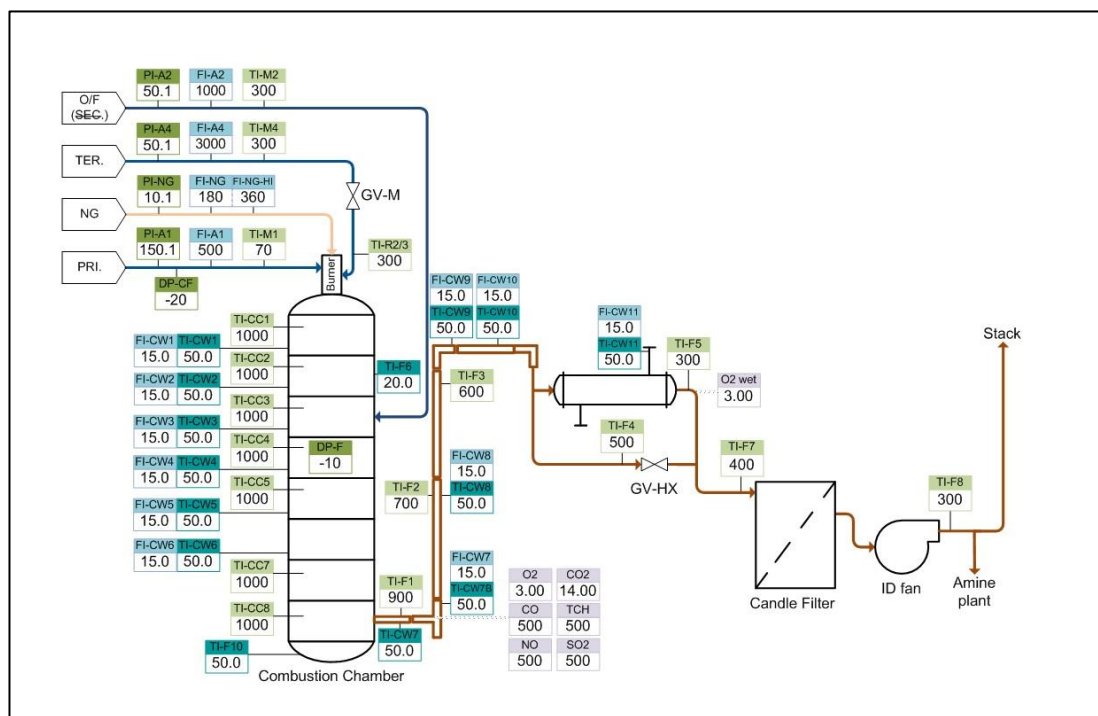 PI-A2 FI-A2 TI-M2
O/F
(SEC.)
50.1 1000 300
PI-A4 FI-A4 TI-M4
TER.
50.1 3000 300
PI-NG FI-NG FI-NG-HI
NG
10.1 180 360
GV-M
PI-A1 FI-A1 TI-M1
PRI.
150.1 500 70
DP-CF
-20
TI-R2/3
300
Burner
TI-CC1
1000
FI-CW1 TI-CW1
15.0 50.0
TI-CC2
1000
FI-CW2 TI-CW2
15.0 50.0
TI-CC3
1000
FI-CW3 TI-CW3
15.0 50.0
TI-CC4
1000
FI-CW4 TI-CW4
15.0 50.0
TI-CC5
1000
FI-CW5 TI-CW5
15.0 50.0
FI-CW6 TI-CW6
15.0 50.0
TI-CC7
1000
TI-CC8
1000
TI-F10
50.0
Combustion Chamber
TI-F6
20.0
DP-F
-10
FI-CW9 FI-CW10
15.0 15.0
TI-CW9 TI-CW10
50.0 50.0
TI-F3
600
TI-F2
700
FI-CW8
15.0
TI-CW8
50.0
FI-CW7
15.0
TI-CW7B
50.0
TI-F1
900
TI-CW7
50.0
O2 CO2
3.00 14.00
CO TCH
500 500
NO SO2
500 500
FI-CW11
15.0
TI-CW11
50.0
TI-F5
300
O2 wet
3.00
TI-F4
500
GV-HX
TI-F7
400
Candle Filter
TI-F8
300
ID fan
Stack
Amine
plant